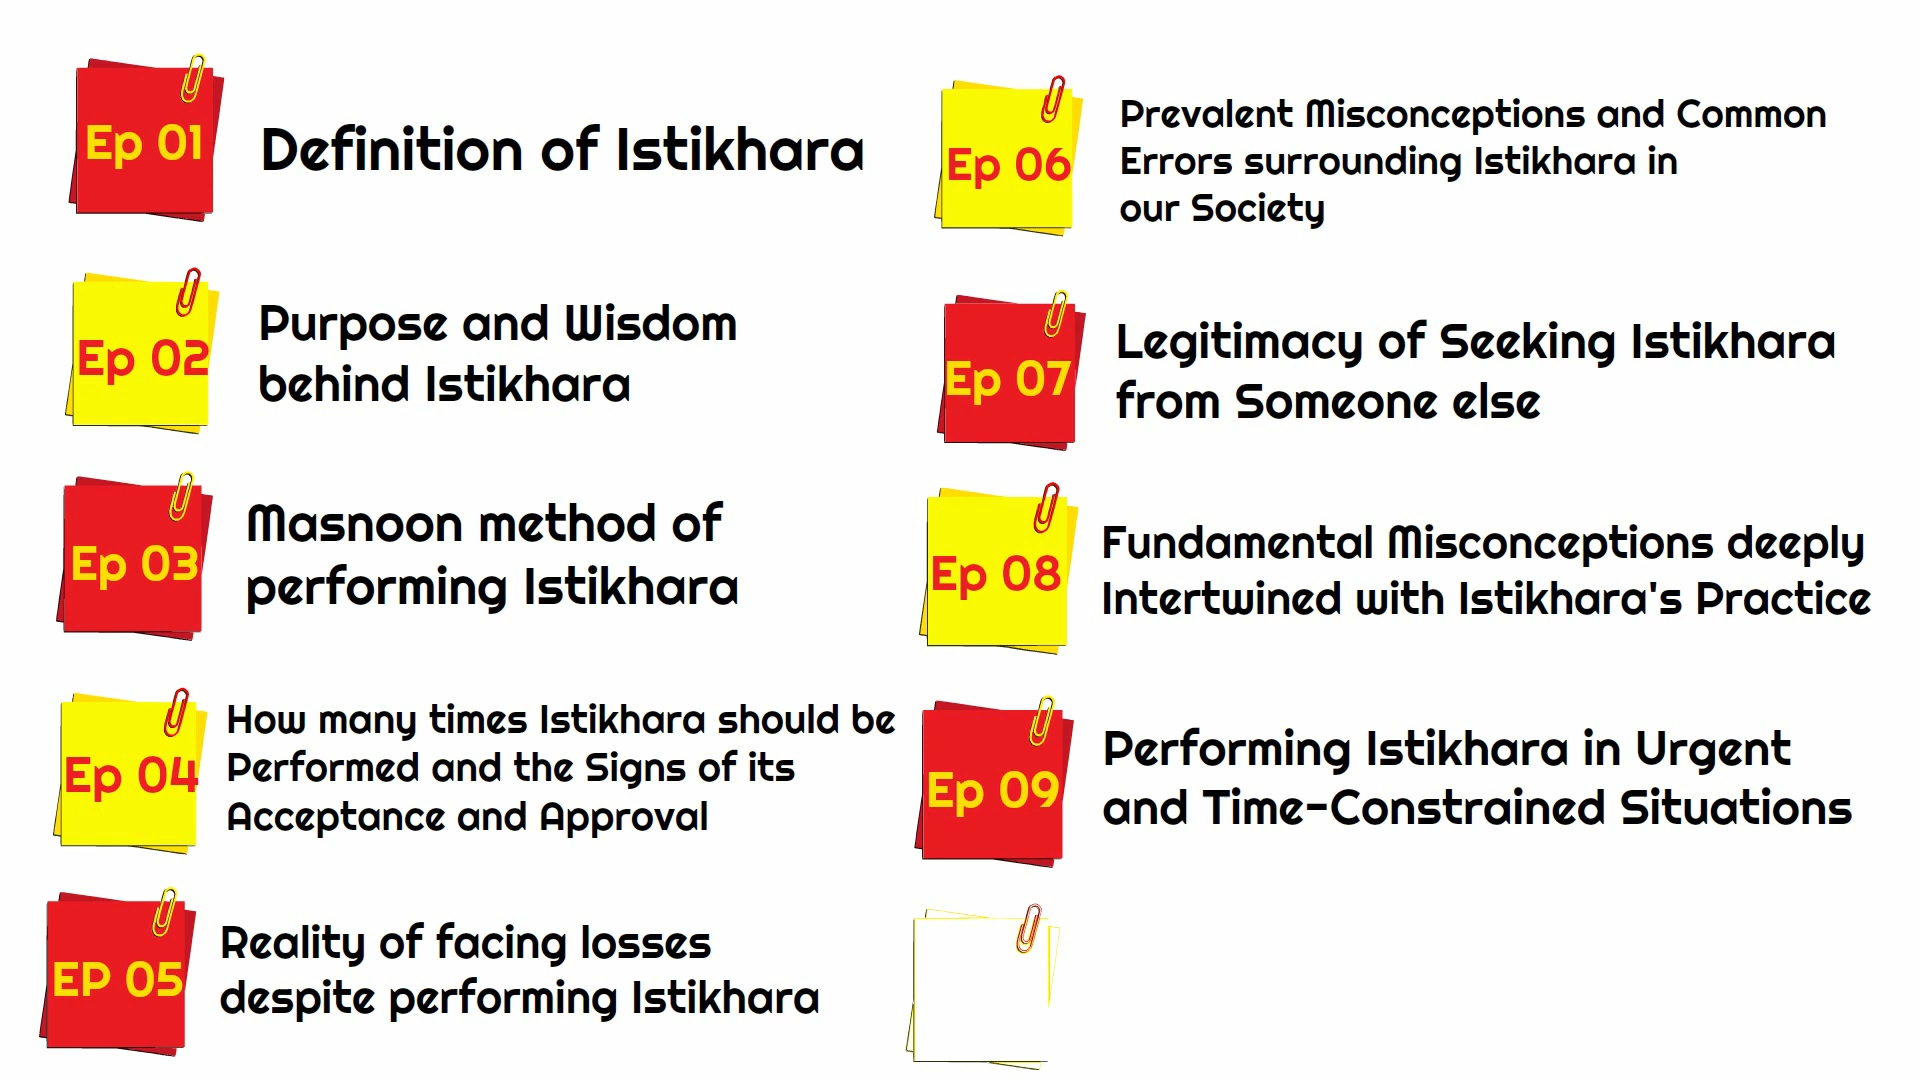 Ep 01
Definition of Istikhara
Ep 02
Purpose and Wisdom
behind Istikhara
Ep 03
Masnoon method of
performing Istikhara
Ep 04
How many times Istikhara should be
Performed and the Signs of its
Acceptance and Approval
EP 05
Reality of facing losses
despite performing Istikhara
Ep 06
Prevalent Misconceptions and Common
Errors surrounding Istikhara in
our Society
Ep 07
Legitimacy of Seeking Istikhara
from Someone else
Ep 08
Fundamental Misconceptions deeply
Intertwined with Istikhara's Practice
Ep 09
Performing Istikhara in Urgent
and Time-Constrained Situations